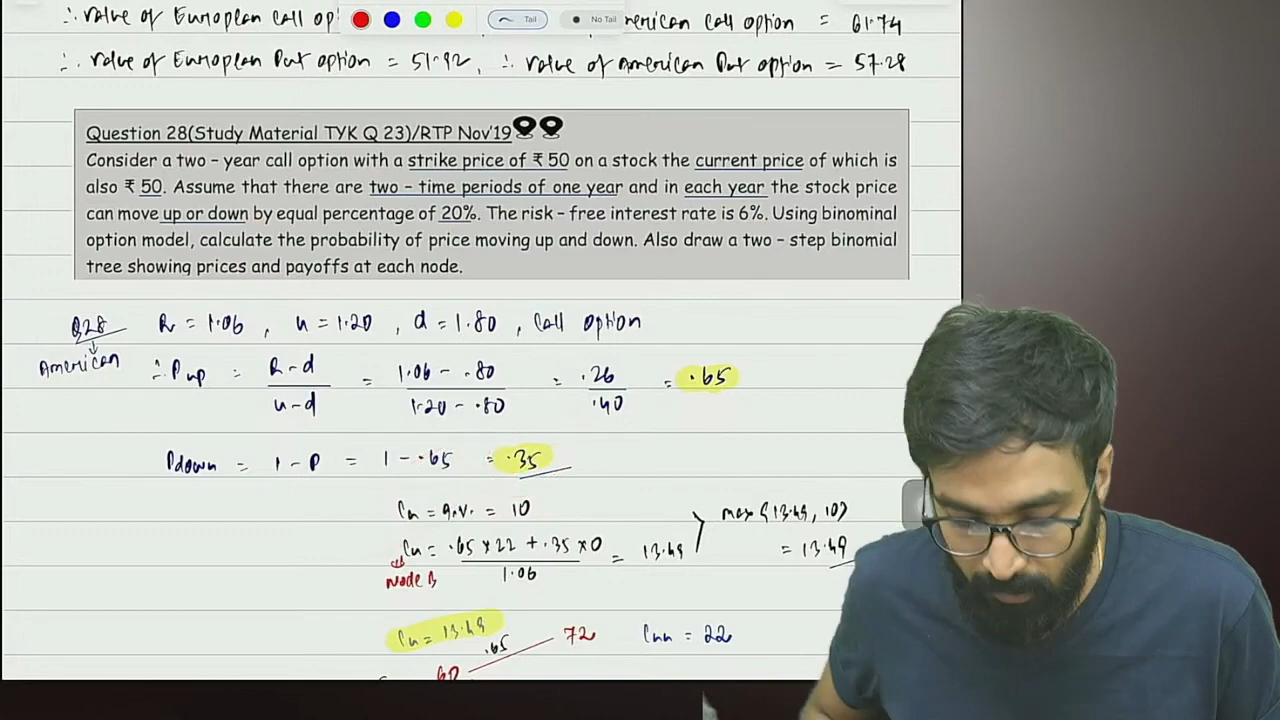 ∴ value of European call op
Tail
No Tail
merican call option = 61.74
∴ value of European Put option = 51.92, ∴ value of American Put option = 57.28
Question 28(Study Material TYK Q 23)/RTP Nov'19
Consider a two – year call option with a strike price of ₹ 50 on a stock the current price of which is
also ₹ 50. Assume that there are two – time periods of one year and in each year the stock price
can move up or down by equal percentage of 20%. The risk – free interest rate is 6%. Using binominal
option model, calculate the probability of price moving up and down. Also draw a two – step binomial
tree showing prices and payoffs at each node.
Q28 R = 1.06 , u = 1.20 , d = 1.80 , Call Option
American
∴ Pup = R-d / u-d = 1.06 - .80 / 1.20 - .80 = .26 / .40 = .65
Pdown = 1 - P = 1 - .65 = .35
Cu = q.v. = 10
Cu = .65 x 22 + .35 x 0 / 1.06 = 13.49
max {13.49, 10}
= 13.49
Node B
Cu = 13.49
.65
72 Cuu = 22
60